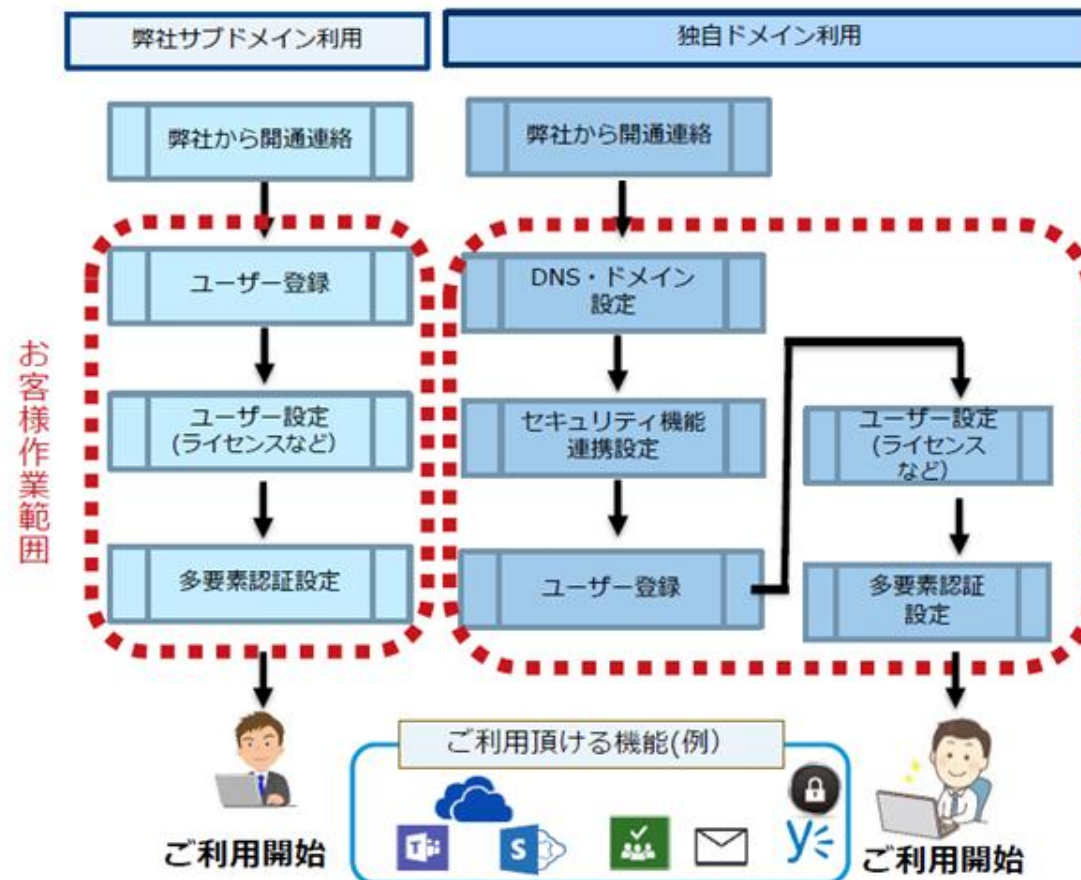 弊社サブドメイン利用
独自ドメイン利用
弊社から開通連絡
弊社から開通連絡
お客様作業範囲
ユーザー登録
ユーザー設定
(ライセンスなど)
多要素認証設定
DNS・ドメイン
設定
セキュリティ機能
連携設定
ユーザー登録
ユーザー設定
(ライセンス
など)
多要素認証
設定
ご利用開始
ご利用頂ける機能(例)
T
S
y
ご利用開始